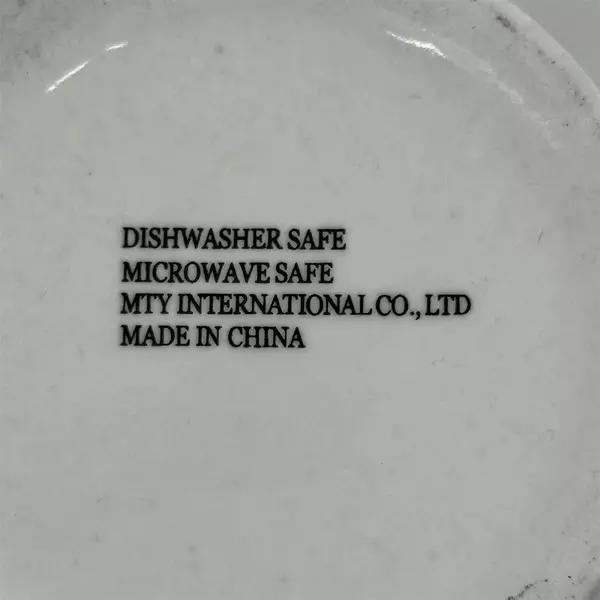 DISHWASHER SAFE
MICROWAVE SAFE
MTY INTERNATIONAL CO., LTD
MADE IN CHINA